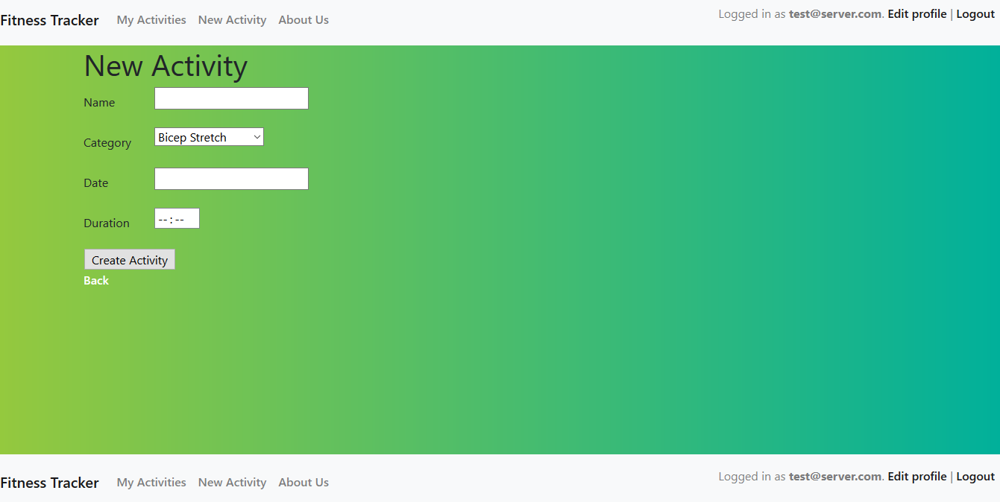 Fitness Tracker My Activities New Activity About Us Logged in as test@server.com. Edit profile | Logout
New Activity
Name
Category Bicep Stretch
Date
Duration --:--
Create Activity
Back
Fitness Tracker My Activities New Activity About Us Logged in as test@server.com. Edit profile | Logout